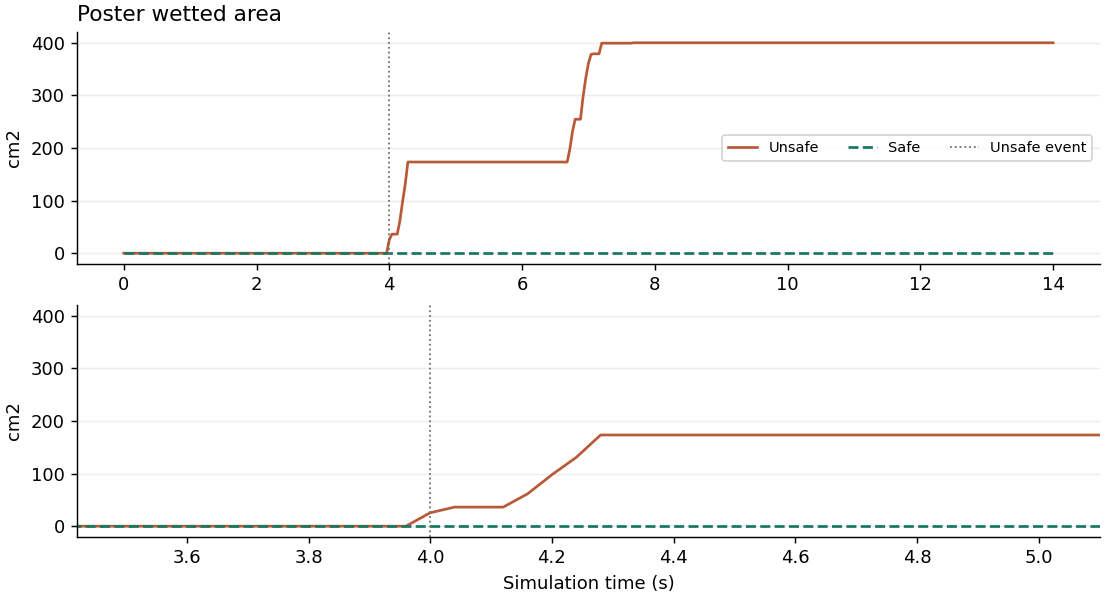 Poster wetted area
400
300
200
100
0
cm2
Unsafe
Safe
Unsafe event
0 2 4 6 8 10 12 14
400
300
200
100
0
cm2
3.6 3.8 4.0 4.2 4.4 4.6 4.8 5.0
Simulation time (s)